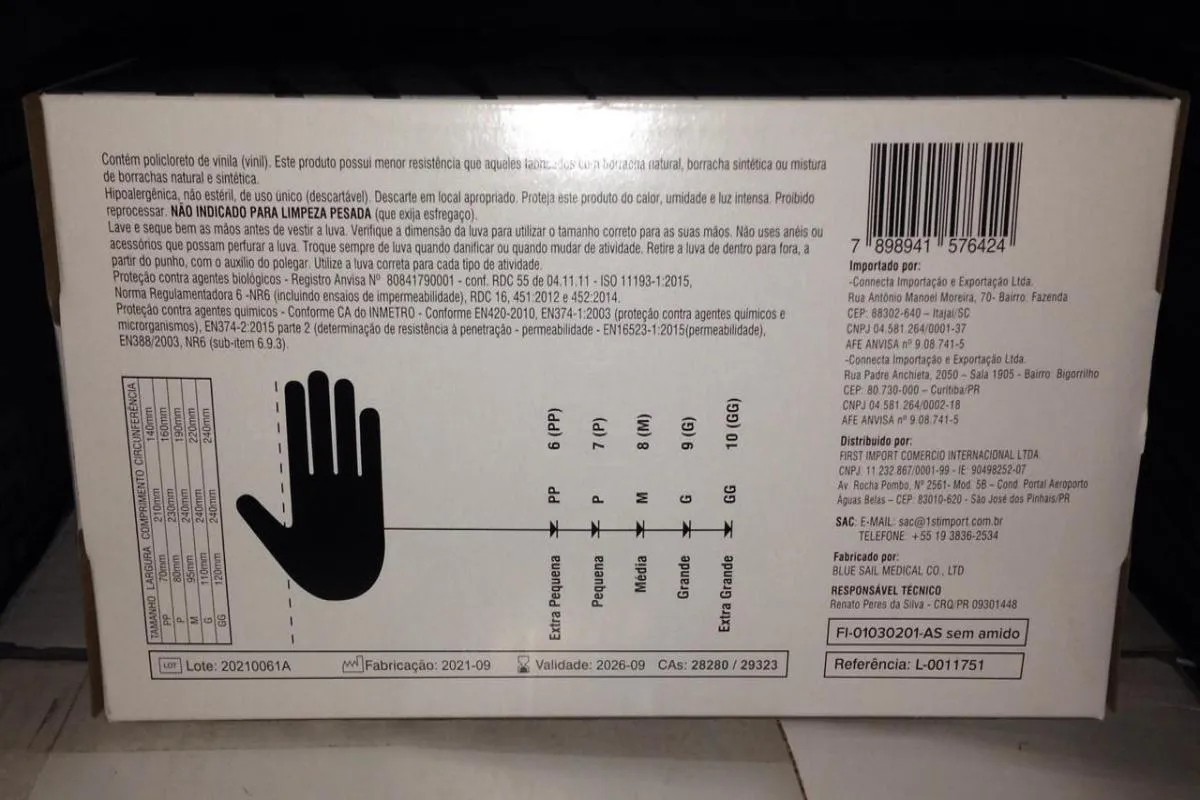 Contém policloreto de vinila (vinil). Este produto possui menor resistência que aqueles fabricados com borracha natural, borracha sintética ou mistura
de borrachas natural e sintética.
Hipoalergênica, não estéril, de uso único (descartável). Descarte em local apropriado. Proteja este produto do calor, umidade e luz intensa. Proibido
reprocessar. NÃO INDICADO PARA LIMPEZA PESADA (que exija esfregaço).
Lave e seque bem as mãos antes de vestir a luva. Verifique a dimensão da luva para utilizar o tamanho correto para as suas mãos. Não uses anéis ou
acessórios que possam perfurar a luva. Troque sempre de luva quando danificar ou quando mudar de atividade. Retire a luva de dentro para fora, a
partir do punho, com o auxílio do polegar. Utilize a luva correta para cada tipo de atividade.
Proteção contra agentes biológicos - Registro Anvisa Nº 80841790001 - conf. RDC 55 de 04.11.11 - ISO 11193-1:2015,
Norma Regulamentadora 6 -NR6 (incluindo ensaios de impermeabilidade), RDC 16, 451:2012 e 452:2014.
Proteção contra agentes químicos - Conforme CA do INMETRO - Conforme EN420-2010, EN374-1:2003 (proteção contra agentes químicos e
microrganismos), EN374-2:2015 parte 2 (determinação de resistência à penetração - permeabilidade - EN16523-1:2015(permeabilidade),
EN388/2003, NR6 (sub-item 6.9.3).
TAMANHO LARGURA COMPRIMENTO CIRCUNFERÊNCIA
PP 70mm 210mm 140mm
P 80mm 230mm 160mm
M 95mm 240mm 190mm
G 110mm 240mm 220mm
GG 120mm 240mm 240mm
Extra Pequena PP 6 (PP)
Pequena P 7 (P)
Média M 8 (M)
Grande G 9 (G)
Extra Grande GG 10 (GG)
LOT Lote: 20210061A Fabricação: 2021-09 Validade: 2026-09 CAs: 28280 / 29323
7 898941 576424
Importado por:
-Connecta Importação e Exportação Ltda.
Rua Antônio Manoel Moreira, 70- Bairro: Fazenda
CEP: 88302-640 – Itajaí/SC
CNPJ 04.581.264/0001-37
AFE ANVISA nº 9.08.741-5
-Connecta Importação e Exportação Ltda.
Rua Padre Anchieta, 2050 – Sala 1905 - Bairro: Bigorrilho
CEP: 80.730-000 – Curitiba/PR
CNPJ 04.581.264/0002-18
AFE ANVISA nº 9.08.741-5
Distribuído por:
FIRST IMPORT COMERCIO INTERNACIONAL LTDA.
CNPJ: 11.232.867/0001-99 - IE: 90498252-07
Av. Rocha Pombo, Nº 2561- Mod. 5B – Cond. Portal Aeroporto
Águas Belas – CEP: 83010-620 - São José dos Pinhais/PR
SAC: E-MAIL: sac@1stimport.com.br
TELEFONE: +55 19 3836-2534
Fabricado por:
BLUE SAIL MEDICAL CO., LTD
RESPONSÁVEL TÉCNICO
Renato Peres da Silva - CRQ/PR 09301448
FI-01030201-AS sem amido
Referência: L-0011751